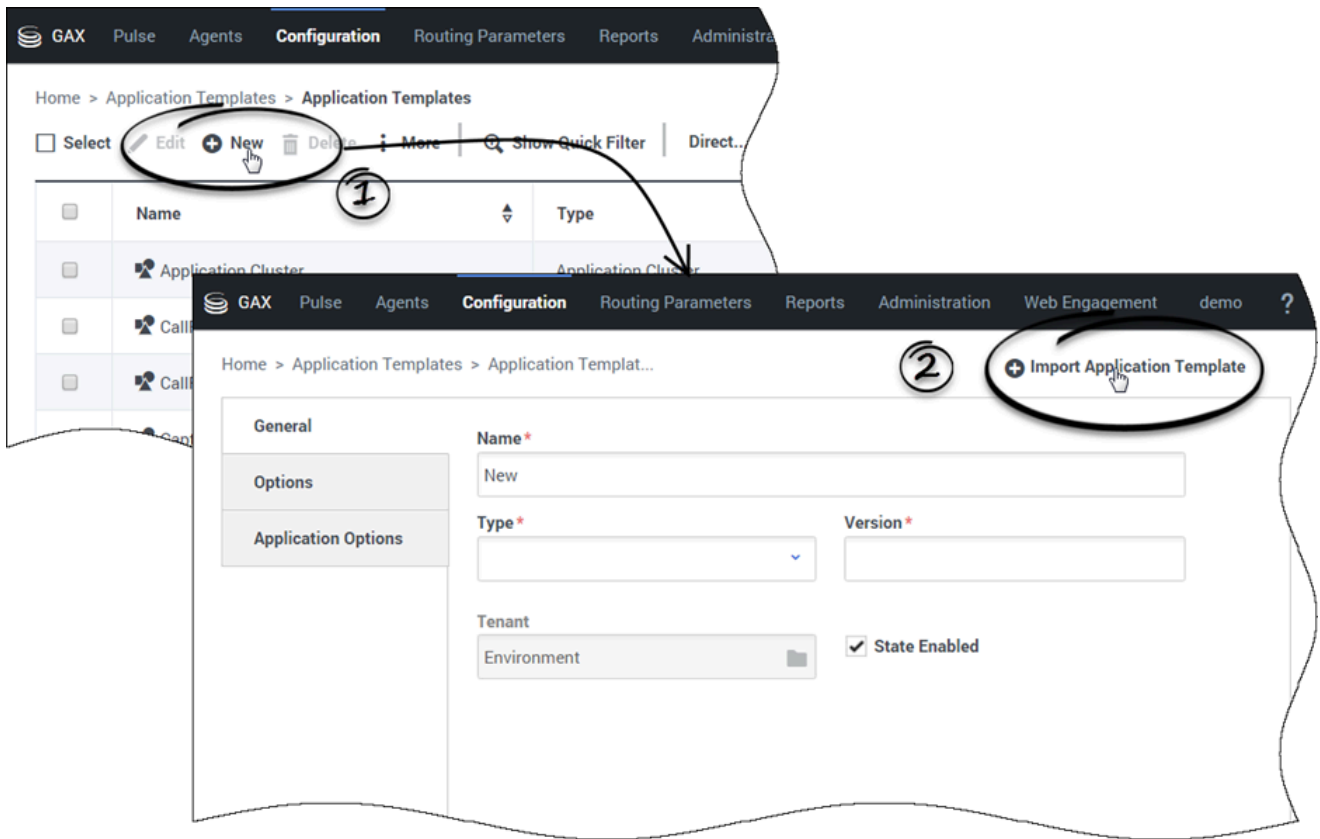 GAX Pulse Agents Configuration Routing Parameters Reports
Home > Application Templates > Application Templates
Select Edit New Delete More Show Quick Filter Direct...
1
Name Type
Application Cluster Application Cluster
GAX Pulse Agents Configuration Routing Parameters Reports Administration Web Engagement demo ?
Home > Application Templates > Application Templat...
2
Import Application Template
General
Options
Application Options
Name*
New
Type* Version*
Tenant
Environment
State Enabled